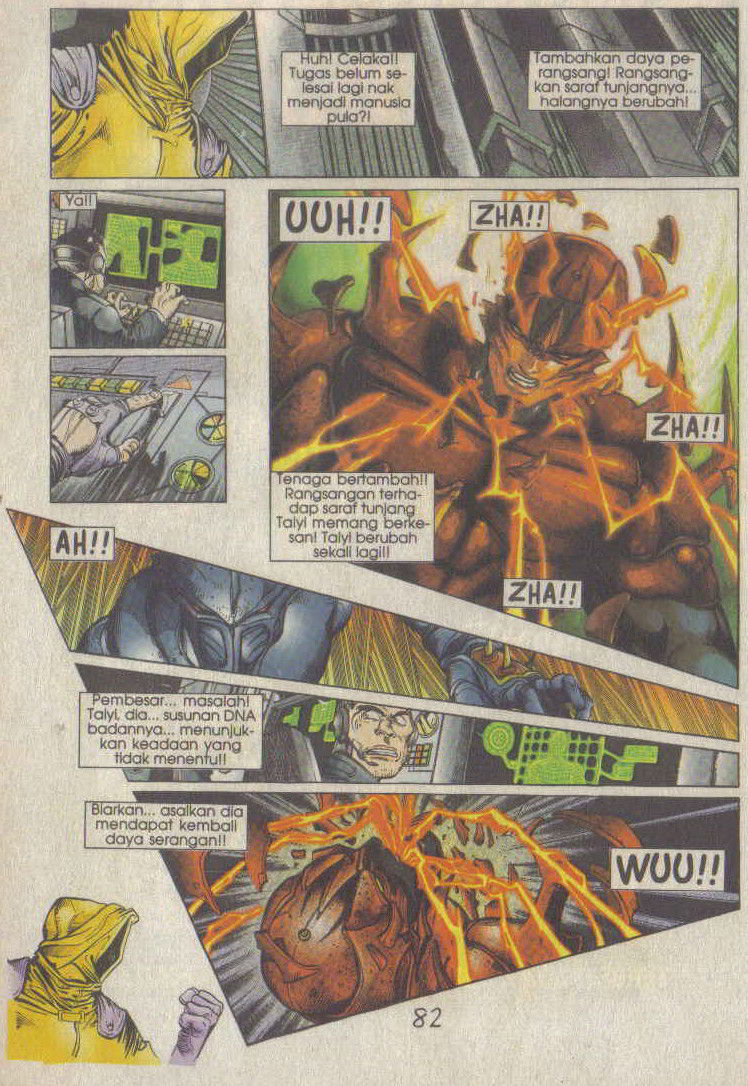 Huh! Celaka!!
Tugas belum se-
lesai lagi nak
menjadi manusia
pula?!
Tambahkan daya pe-
rangsang! Rangsang-
kan saraf tunjangnya...
halangnya berubah!
Ya!!
UUH!!
ZHA!!
ZHA!!
Tenaga bertambah!!
Rangsangan terha-
dap saraf tunjang
Taiyi memang berke-
san! Taiyi berubah
sekali lagi!!
ZHA!!
AH!!
Pembesar... masalah!
Taiyi, dia... susunan DNA
badannya... menunjuk-
kan keadaan yang
tidak menentu!!
Biarkan... asalkan dia
mendapat kembali
daya serangan!!
WUU!!
82